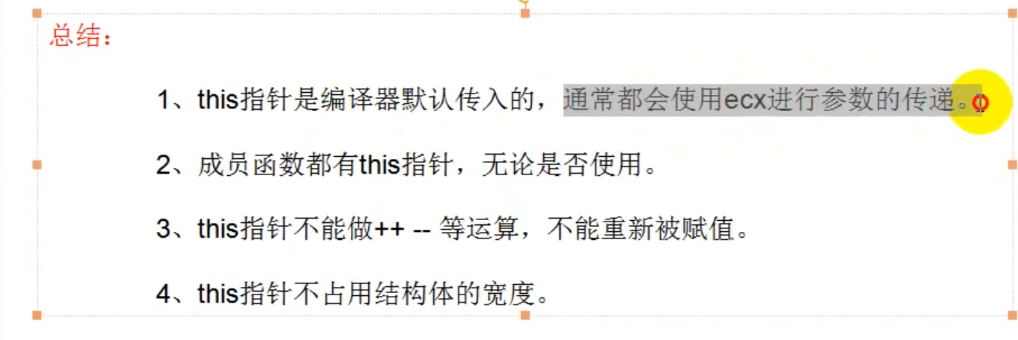 总结：
1、this指针是编译器默认传入的，通常都会使用ecx进行参数的传递。
2、成员函数都有this指针，无论是否使用。
3、this指针不能做++ -- 等运算，不能重新被赋值。
4、this指针不占用结构体的宽度。